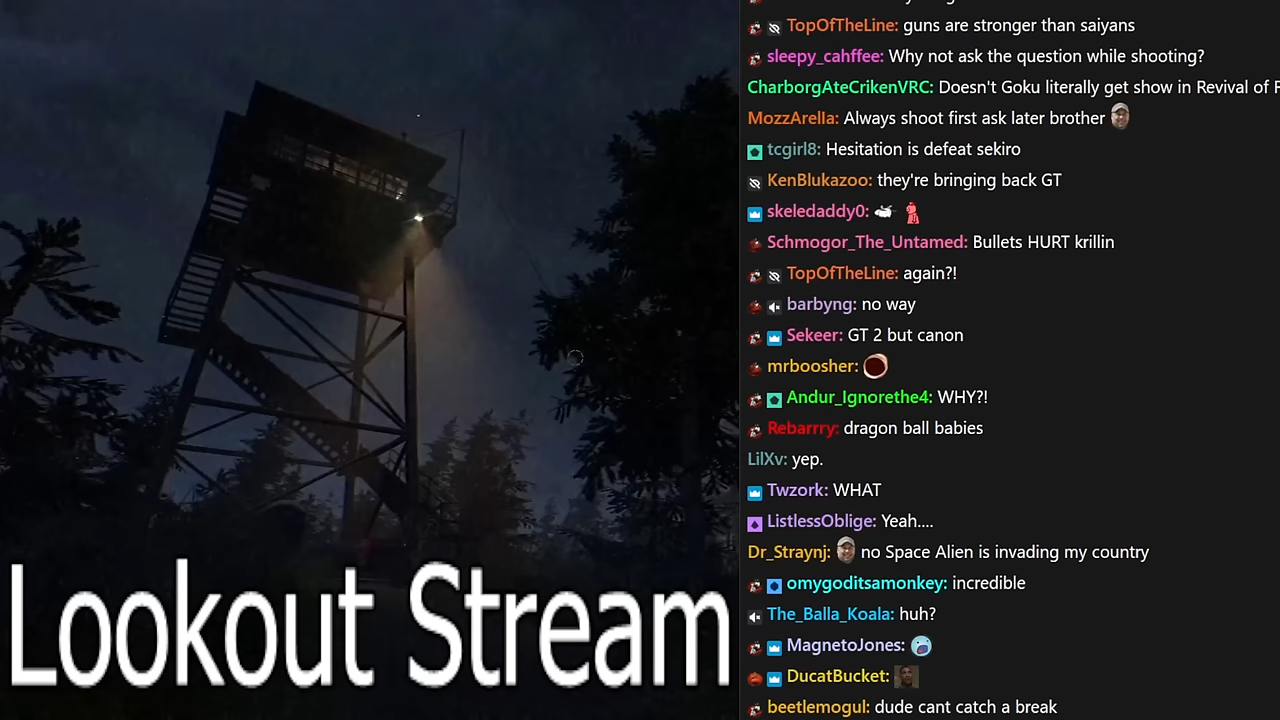 TopOfTheLine: guns are stronger than saiyans
sleepy_cahffee: Why not ask the question while shooting?
CharborgAteCrikenVRC: Doesn't Goku literally get show in Revival of F
MozzArella: Always shoot first ask later brother
tcgirl8: Hesitation is defeat sekiro
KenBlukazoo: they're bringing back GT
skeledaddy0:
Schmogor_The_Untamed: Bullets HURT krillin
TopOfTheLine: again?!
barbyng: no way
Sekeer: GT 2 but canon
mrboosher:
Andur_Ignorethe4: WHY?!
Rebarrry: dragon ball babies
LilXv: yep.
Twzork: WHAT
ListlessOblige: Yeah....
Dr_Straynj: no Space Alien is invading my country
omygoditsamonkey: incredible
The_Balla_Koala: huh?
MagnetoJones:
DucatBucket:
beetlemogul: dude cant catch a break
Lookout Stream